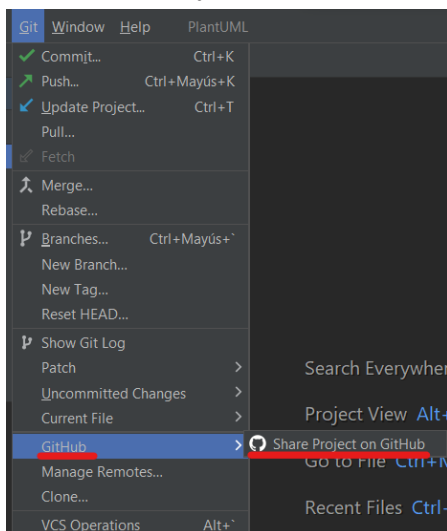 Git Window Help PlantUML
Commit... Ctrl+K
Push... Ctrl+Mayús+K
Update Project... Ctrl+T
Pull...
Fetch
Merge...
Rebase...
Branches... Ctrl+Mayús+`
New Branch...
New Tag...
Reset HEAD...
Show Git Log
Patch
Uncommitted Changes
Current File
GitHub
Manage Remotes...
Clone...
VCS Operations Alt+`
Search Everywher
Project View Alt+
Share Project on GitHub
Go to File Ctrl+M
Recent Files Ctrl-